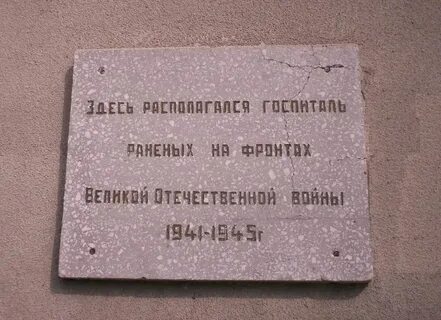 Здесь располагался госпиталь
раненых на фронтах
Великой Отечественной войны
1941-1945г